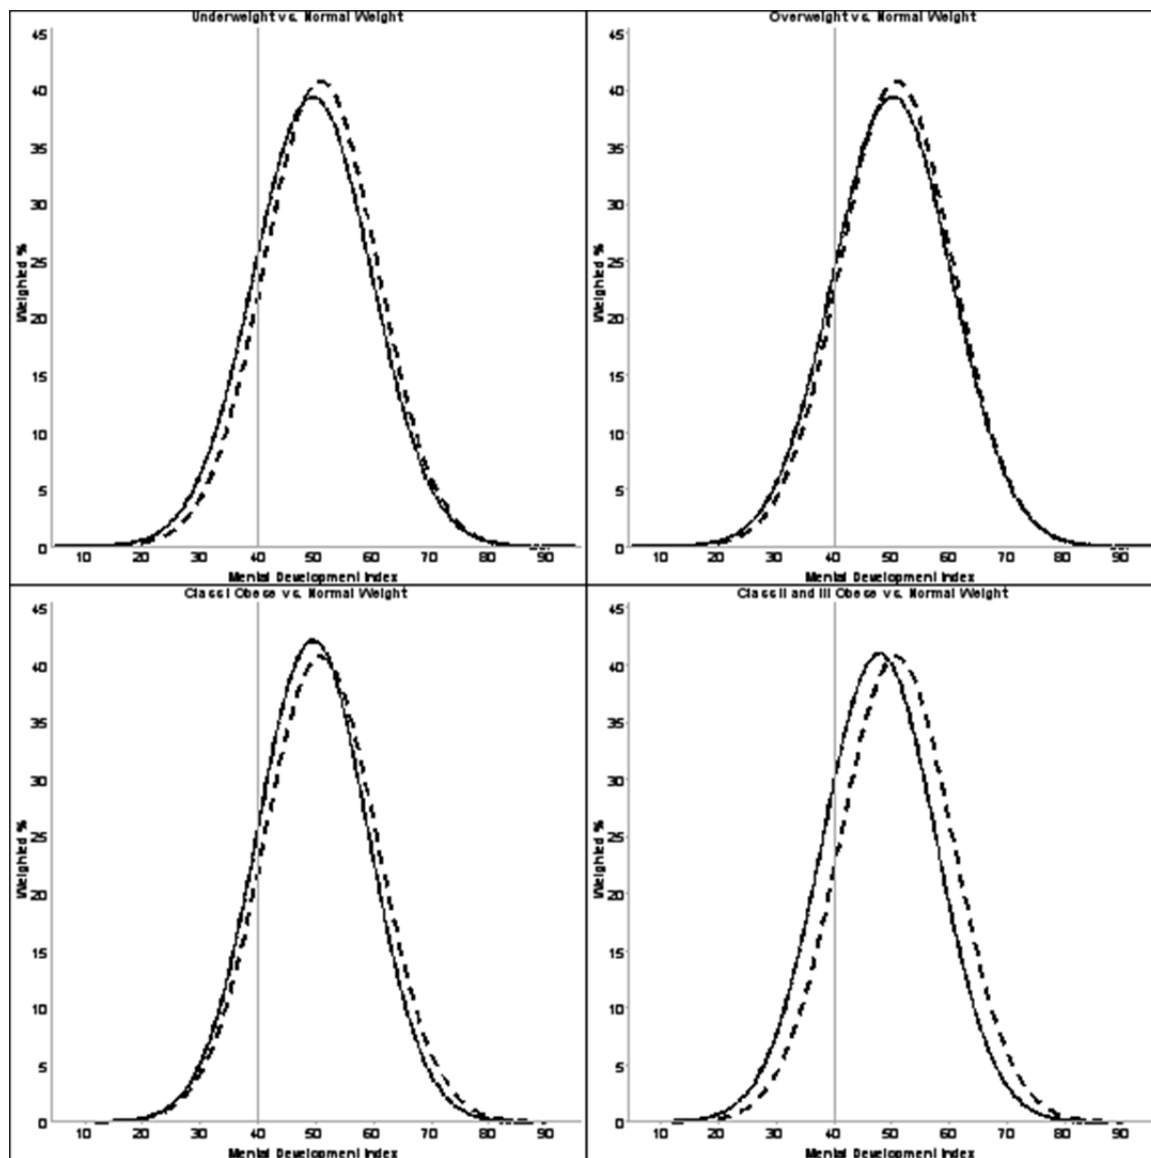 Underweight vs. Normal Weight
45
40
35
30
25
20
15
10
5
0
Weighted %
10 20 30 40 50 60 70 80 90
Mental Development Index
Overweight vs. Normal Weight
45
40
35
30
25
20
15
10
5
0
Weighted %
10 20 30 40 50 60 70 80 90
Mental Development Index
Class I Obese vs. Normal Weight
45
40
35
30
25
20
15
10
5
0
Weighted %
10 20 30 40 50 60 70 80 90
Mental Development Index
Class II and III Obese vs. Normal Weight
45
40
35
30
25
20
15
10
5
0
Weighted %
10 20 30 40 50 60 70 80 90
Mental Development Index